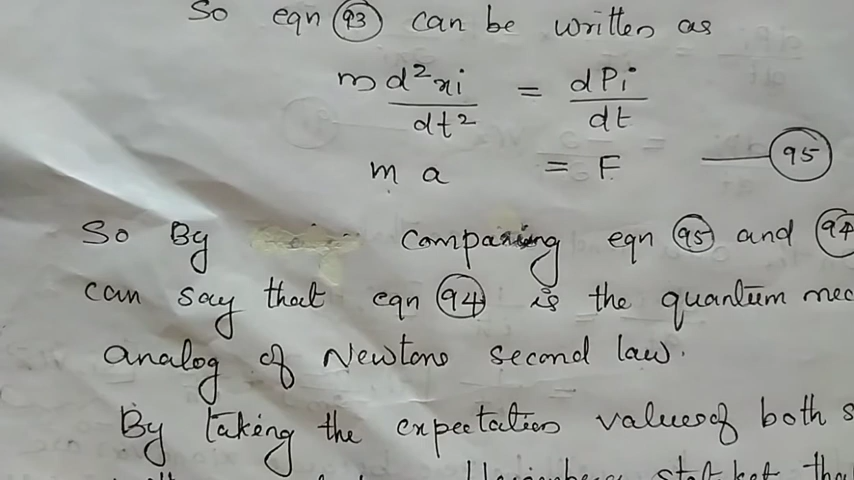 So eqn 93 can be written as
m d²xi/dt² = dPi/dt
m a = F —— 95
So By comparing eqn 95 and 94
can say that eqn 94 is the quantum mec
analog of Newtons second law.
By taking the expectation values of both s